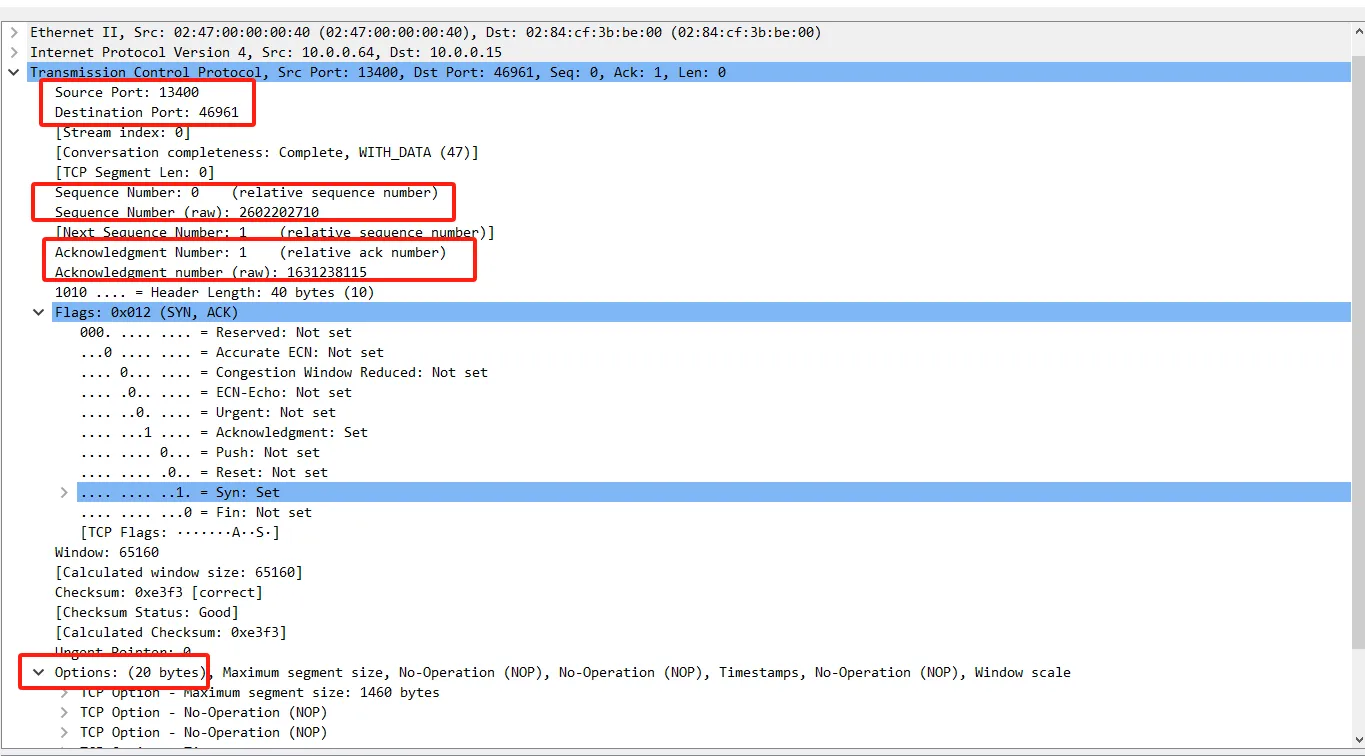 Ethernet II, Src: 02:47:00:00:00:40 (02:47:00:00:00:40), Dst: 02:84:cf:3b:be:00 (02:84:cf:3b:be:00)
Internet Protocol Version 4, Src: 10.0.0.64, Dst: 10.0.0.15
Transmission Control Protocol, Src Port: 13400, Dst Port: 46961, Seq: 0, Ack: 1, Len: 0
Source Port: 13400
Destination Port: 46961
[Stream index: 0]
[Conversation completeness: Complete, WITH_DATA (47)]
[TCP Segment Len: 0]
Sequence Number: 0    (relative sequence number)
Sequence Number (raw): 2602202710
[Next Sequence Number: 1    (relative sequence number)]
Acknowledgment Number: 1    (relative ack number)
Acknowledgment number (raw): 1631238115
1010 .... = Header Length: 40 bytes (10)
Flags: 0x012 (SYN, ACK)
000. .... .... = Reserved: Not set
...0 .... .... = Accurate ECN: Not set
.... 0... .... = Congestion Window Reduced: Not set
.... .0.. .... = ECN-Echo: Not set
.... ..0. .... = Urgent: Not set
.... ...1 .... = Acknowledgment: Set
.... .... 0... = Push: Not set
.... .... .0.. = Reset: Not set
.... .... ..1. = Syn: Set
.... .... ...0 = Fin: Not set
[TCP Flags: ·······A··S·]
Window: 65160
[Calculated window size: 65160]
Checksum: 0xe3f3 [correct]
[Checksum Status: Good]
[Calculated Checksum: 0xe3f3]
Urgent Pointer: 0
Options: (20 bytes), Maximum segment size, No-Operation (NOP), No-Operation (NOP), Timestamps, No-Operation (NOP), Window scale
TCP Option - Maximum segment size: 1460 bytes
TCP Option - No-Operation (NOP)
TCP Option - No-Operation (NOP)